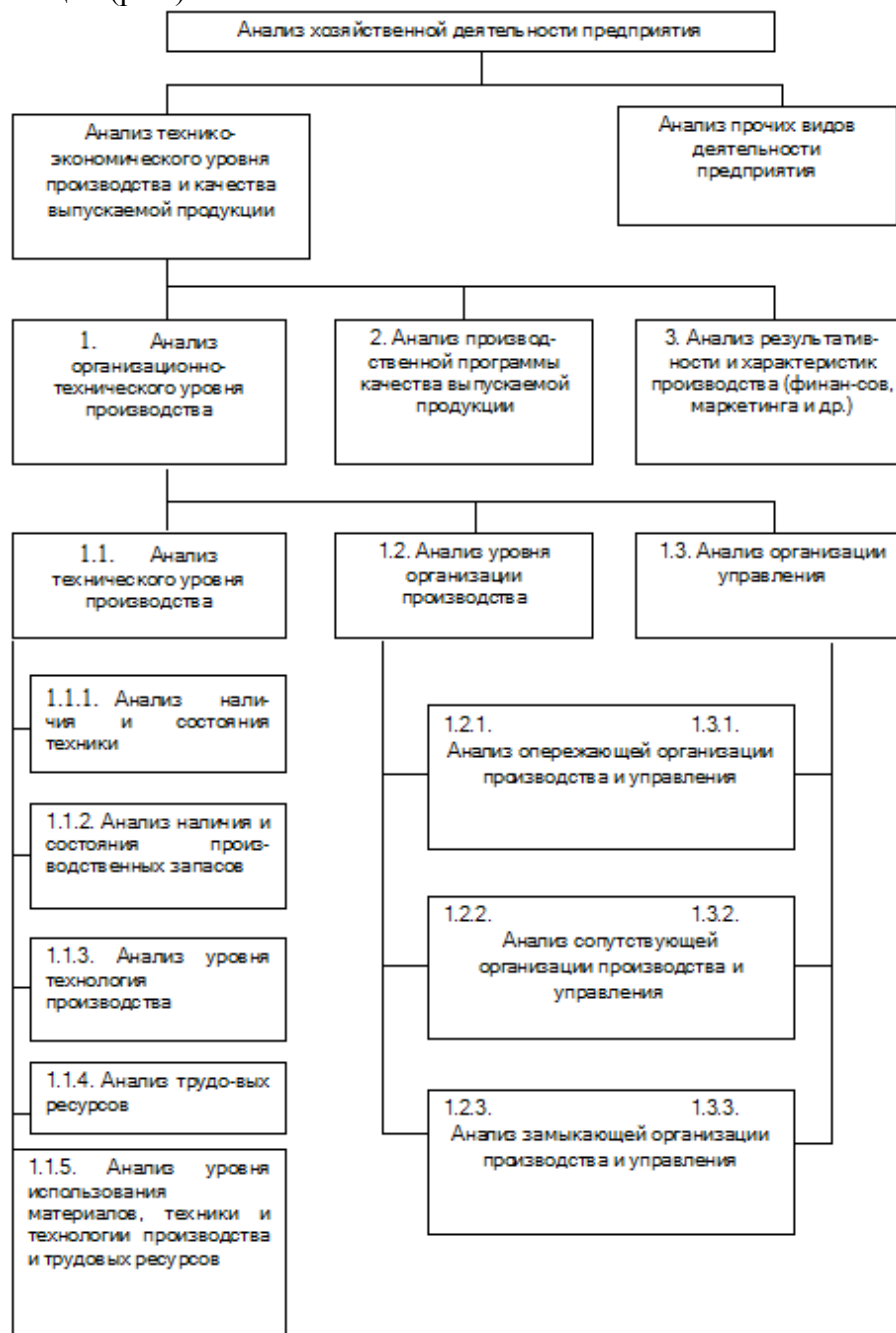 Анализ хозяйственной деятельности предприятия
Анализ технико-
экономического уровня
производства и качества
выпускаемой продукции
Анализ прочих видов
деятельности
предприятия
1. Анализ
организационно-
технического уровня
производства
2. Анализ производ-
ственной программы
качества выпускаемой
продукции
3. Анализ результатив-
ности и характеристик
производства (финан-сов,
маркетинга и др.)
1.1. Анализ
технического уровня
производства
1.2. Анализ уровня
организации
производства
1.3. Анализ организации
управления
1.1.1. Анализ нали-
чия и состояния
техники
1.1.2. Анализ наличия и
состояния произ-
водственных запасов
1.1.3. Анализ уровня
технология
производства
1.1.4. Анализ трудо-вых
ресурсов
1.1.5. Анализ уровня
использования
материалов, техники и
технологии производства
и трудовых ресурсов
1.2.1. 1.3.1.
Анализ опережающей организации
производства и управления
1.2.2. 1.3.2.
Анализ сопутствующей
организации производства и
управления
1.2.3. 1.3.3.
Анализ замыкающей организации
производства и управления